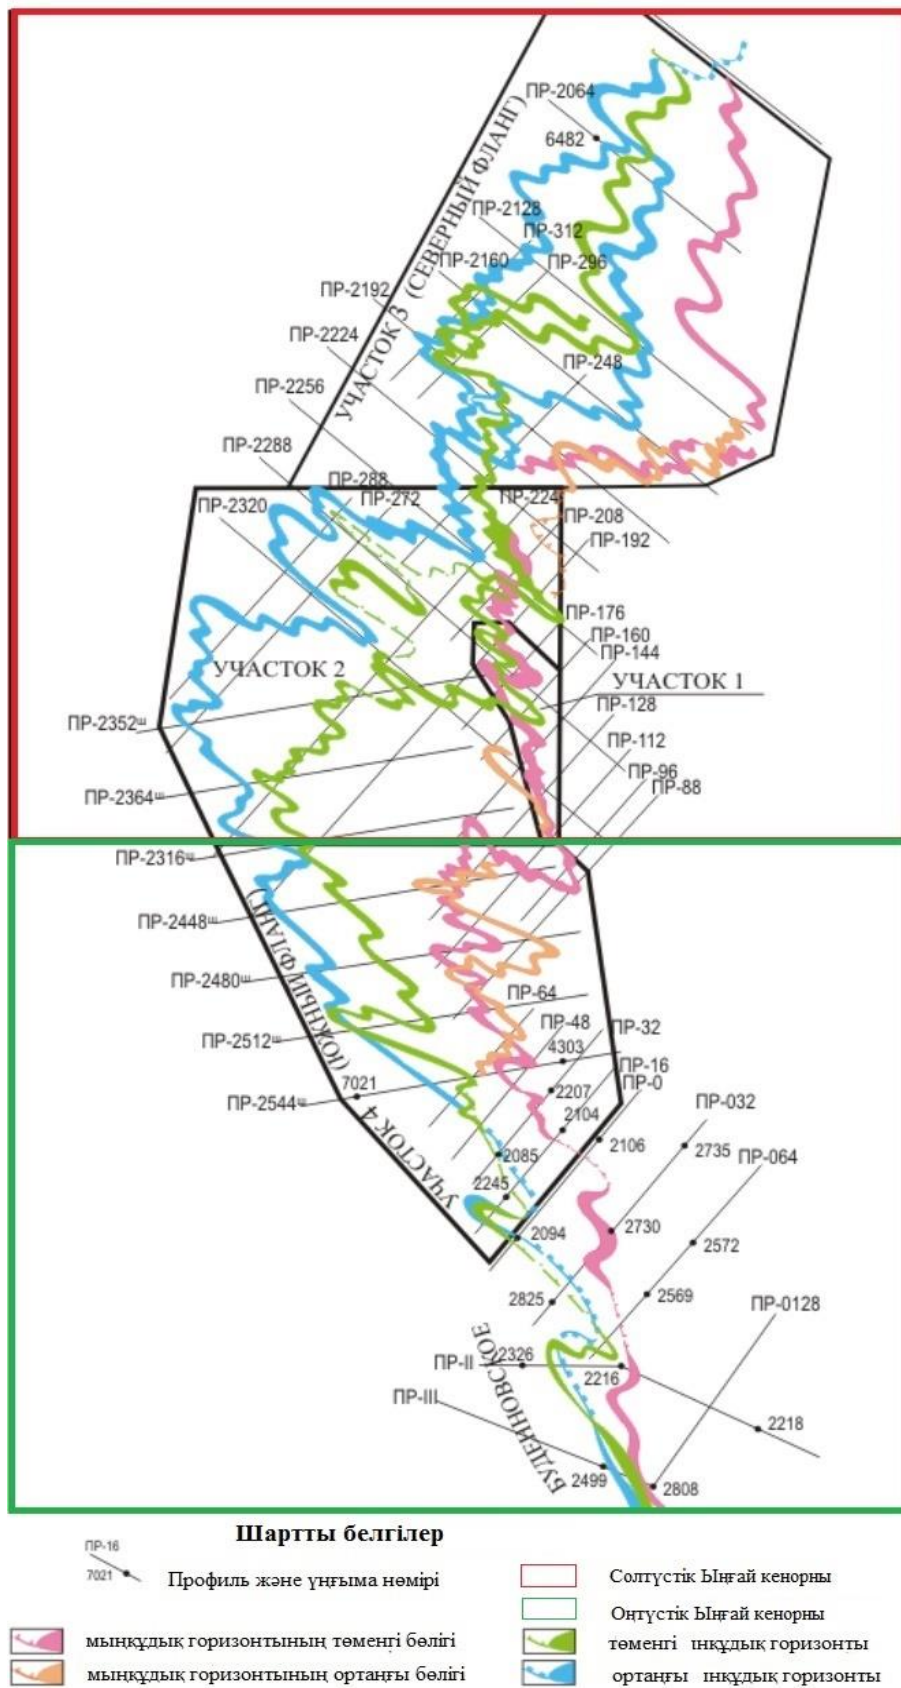 ПР-2064
6482
УЧАСТОК 3 (СЕВЕРНЫЙ ФЛАНГ)
ПР-2128
ПР-312
ПР-2160
ПР-296
ПР-2192
ПР-2224
ПР-248
ПР-2256
ПР-2288
ПР-288
ПР-272
ПР-224
ПР-2320
ПР-208
ПР-192
ПР-176
ПР-160
ПР-144
УЧАСТОК 2
УЧАСТОК 1
ПР-128
ПР-2352ш
ПР-112
ПР-96
ПР-88
ПР-2364ш
ПР-2316ш
ПР-2448ш
(ЮЖНЫЙ ФЛАНГ)
УЧАСТОК 4
ПР-2480ш
ПР-64
ПР-48
ПР-32
ПР-2512ш
4303
ПР-16
ПР-0
7021
2207
ПР-2544ш
2104
ПР-032
2106
2735
2085
ПР-064
2245
2094
2730
2572
2825
2569
ПР-0128
БУДЕННОВСКОЕ
2326
ПР-II
2216
ПР-III
2218
2499
2808
Шартты белгілер
ПР-16
7021
Профиль және үңғыма нөмірі
Солтүстік Ыңғай кенорны
Оңтүстік Ыңғай кенорны
мыңқұдық горизонтының төменгі бөлігі
төменгі інқұдық горизонты
мыңқұдық горизонтының ортаңғы бөлігі
ортаңғы інқұдық горизонты